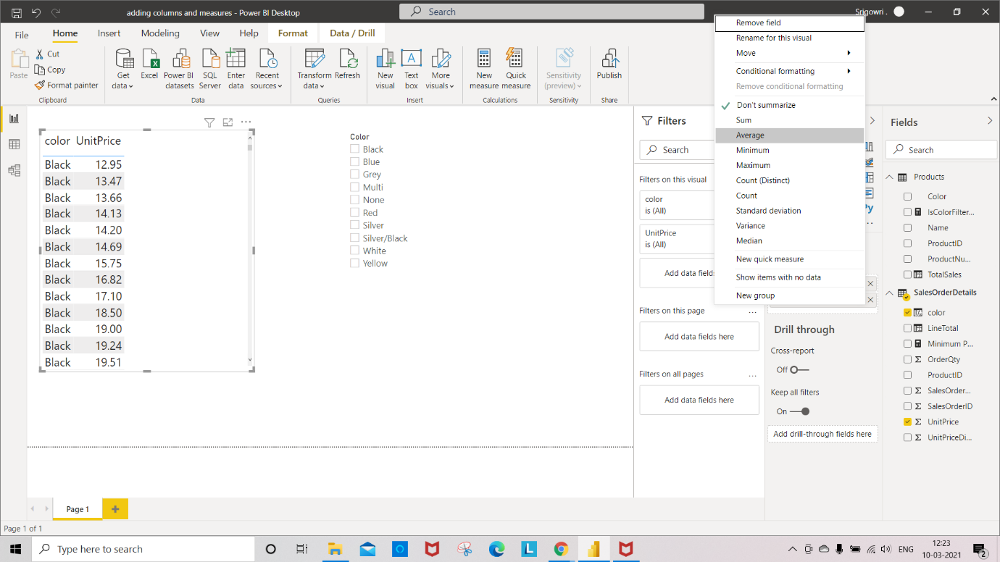 adding columns and measures - Power BI Desktop
Search
Srigowri .
File Home Insert Modeling View Help Format Data / Drill
Paste
Cut
Copy
Format painter
Clipboard
Get data
Excel
Power BI datasets
SQL Server
Enter data
Recent sources
Data
Transform data
Refresh
Queries
New visual
Text box
More visuals
Insert
New measure
Quick measure
Calculations
Sensitivity (preview)
Sensitivity
Publish
Share
color UnitPrice
Black 12.95
Black 13.47
Black 13.66
Black 14.13
Black 14.20
Black 14.69
Black 15.75
Black 16.82
Black 17.10
Black 18.50
Black 19.00
Black 19.24
Black 19.51
Color
Black
Blue
Grey
Multi
None
Red
Silver
Silver/Black
White
Yellow
Filters
Search
Filters on this visual
color
is (All)
UnitPrice
is (All)
Add data fields
Filters on this page
Add data fields here
Filters on all pages
Add data fields here
Remove field
Rename for this visual
Move
Conditional formatting
Remove conditional formatting
Don't summarize
Sum
Average
Minimum
Maximum
Count (Distinct)
Count
Standard deviation
Variance
Median
New quick measure
Show items with no data
New group
Py
Drill through
Cross-report
Off
Keep all filters
On
Add drill-through fields here
Fields
Search
Products
Color
IsColorFilter...
Name
ProductID
ProductNu...
TotalSales
SalesOrderDetails
color
LineTotal
Minimum P...
OrderQty
ProductID
SalesOrder...
SalesOrderID
UnitPrice
UnitPriceDi...
Page 1
Page 1 of 1
Type here to search
L
ENG
12:23
10-03-2021
2